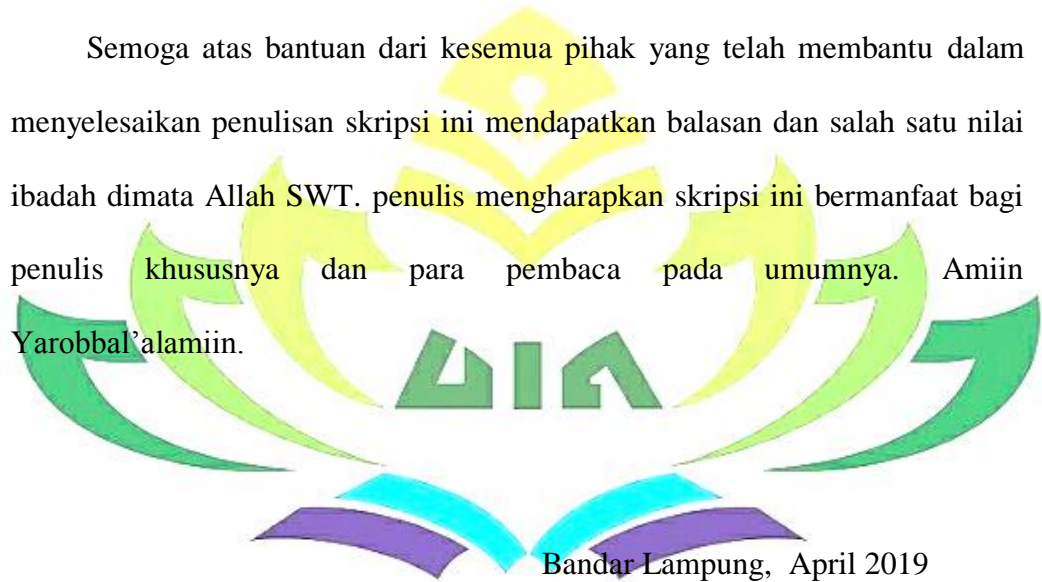 Semoga atas bantuan dari kesemua pihak yang telah membantu dalam
menyelesaikan penulisan skripsi ini mendapatkan balasan dan salah satu nilai
ibadah dimata Allah SWT. penulis mengharapkan skripsi ini bermanfaat bagi
penulis khususnya dan para pembaca pada umumnya. Amiin
Yarobbal’alamiin.
UIN
Bandar Lampung, April 2019